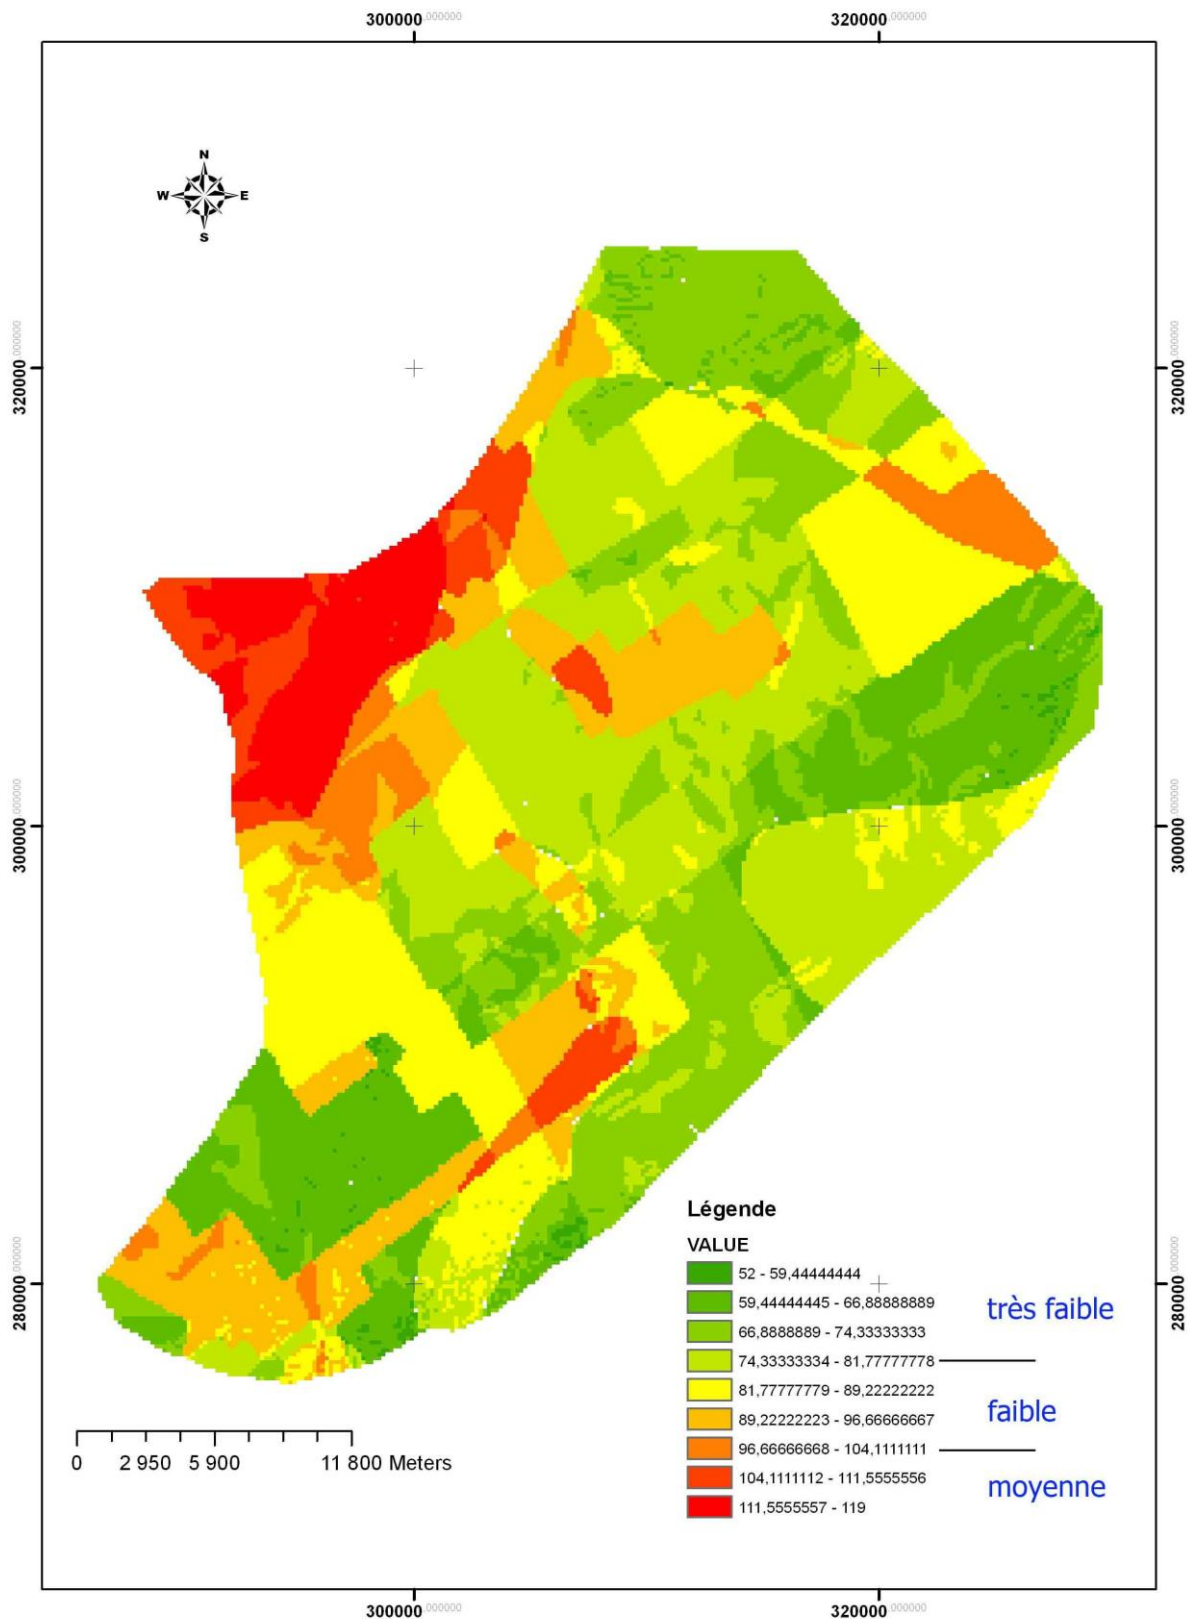 300000,000000 320000,000000
N
W E
S
320000,000000 320000,000000
300000,000000 300000,000000
280000,000000 280000,000000
Légende
VALUE
52 - 59,44444444
59,44444445 - 66,88888889
très faible
66,8888889 - 74,33333333
74,33333334 - 81,77777778
81,77777779 - 89,22222222
faible
89,22222223 - 96,66666667
96,66666668 - 104,1111111
104,1111112 - 111,5555556
moyenne
111,5555557 - 119
0 2 950 5 900 11 800 Meters
300000,000000 320000,000000